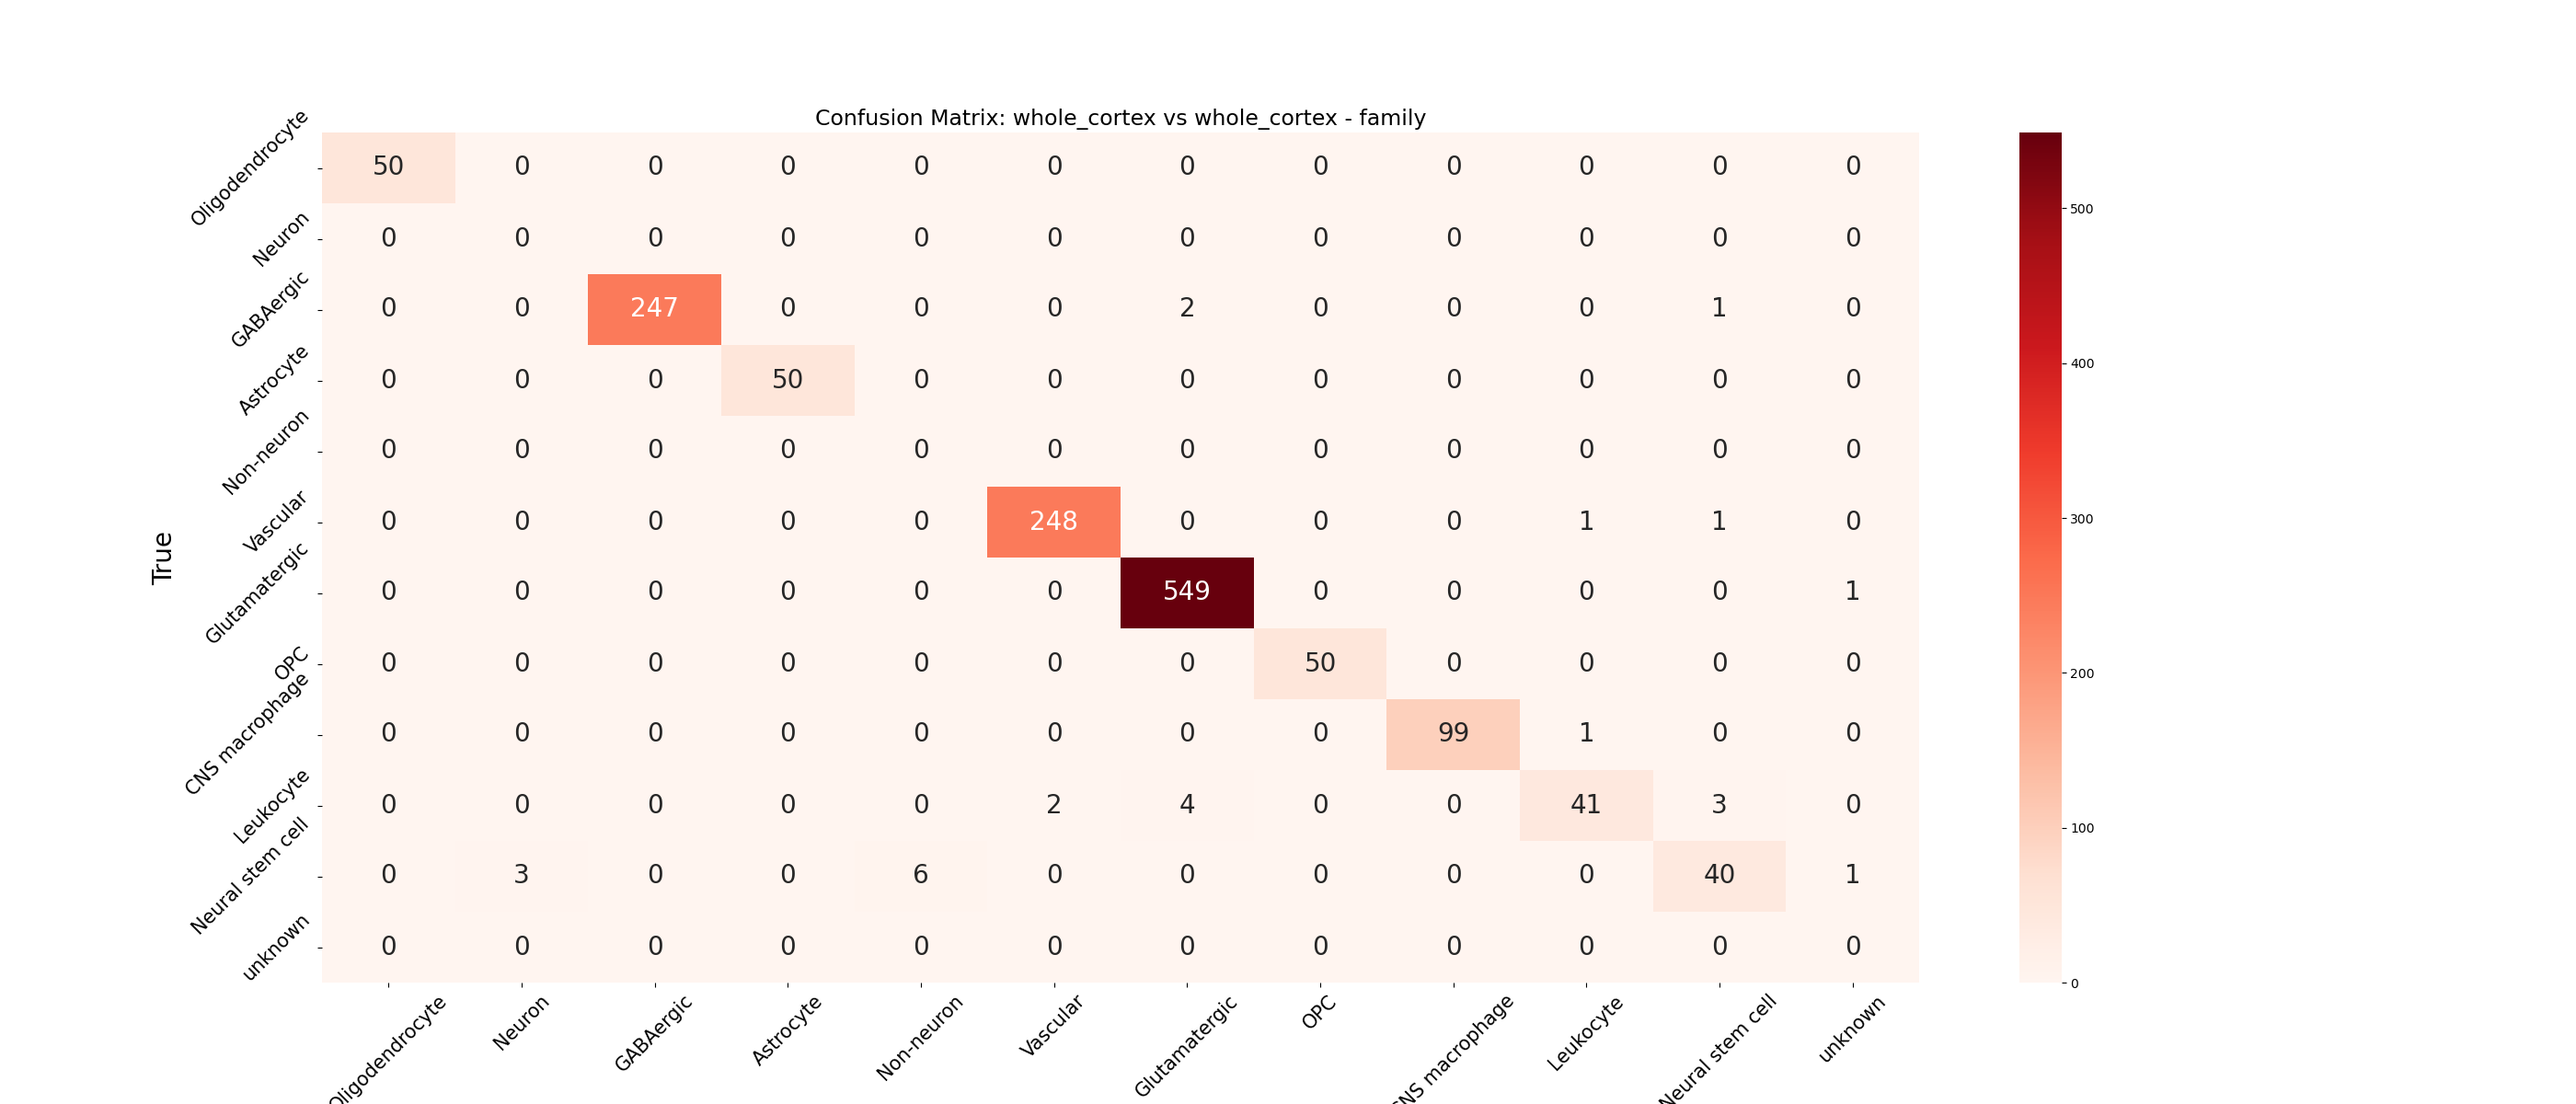 Confusion Matrix: whole_cortex vs whole_cortex - family
True
Oligodendrocyte 50 0 0 0 0 0 0 0 0 0 0 0
Neuron 0 0 0 0 0 0 0 0 0 0 0 0
GABAergic 0 0 247 0 0 0 2 0 0 0 1 0
Astrocyte 0 0 0 50 0 0 0 0 0 0 0 0
Non-neuron 0 0 0 0 0 0 0 0 0 0 0 0
Vascular 0 0 0 0 0 248 0 0 0 1 1 0
Glutamatergic 0 0 0 0 0 0 549 0 0 0 0 1
OPC 0 0 0 0 0 0 0 50 0 0 0 0
CNS macrophage 0 0 0 0 0 0 0 0 99 1 0 0
Leukocyte 0 0 0 0 0 2 4 0 0 41 3 0
Neural stem cell 0 3 0 0 6 0 0 0 0 0 40 1
unknown 0 0 0 0 0 0 0 0 0 0 0 0
Oligodendrocyte Neuron GABAergic Astrocyte Non-neuron Vascular Glutamatergic OPC CNS macrophage Leukocyte Neural stem cell unknown
500
400
300
200
100
0